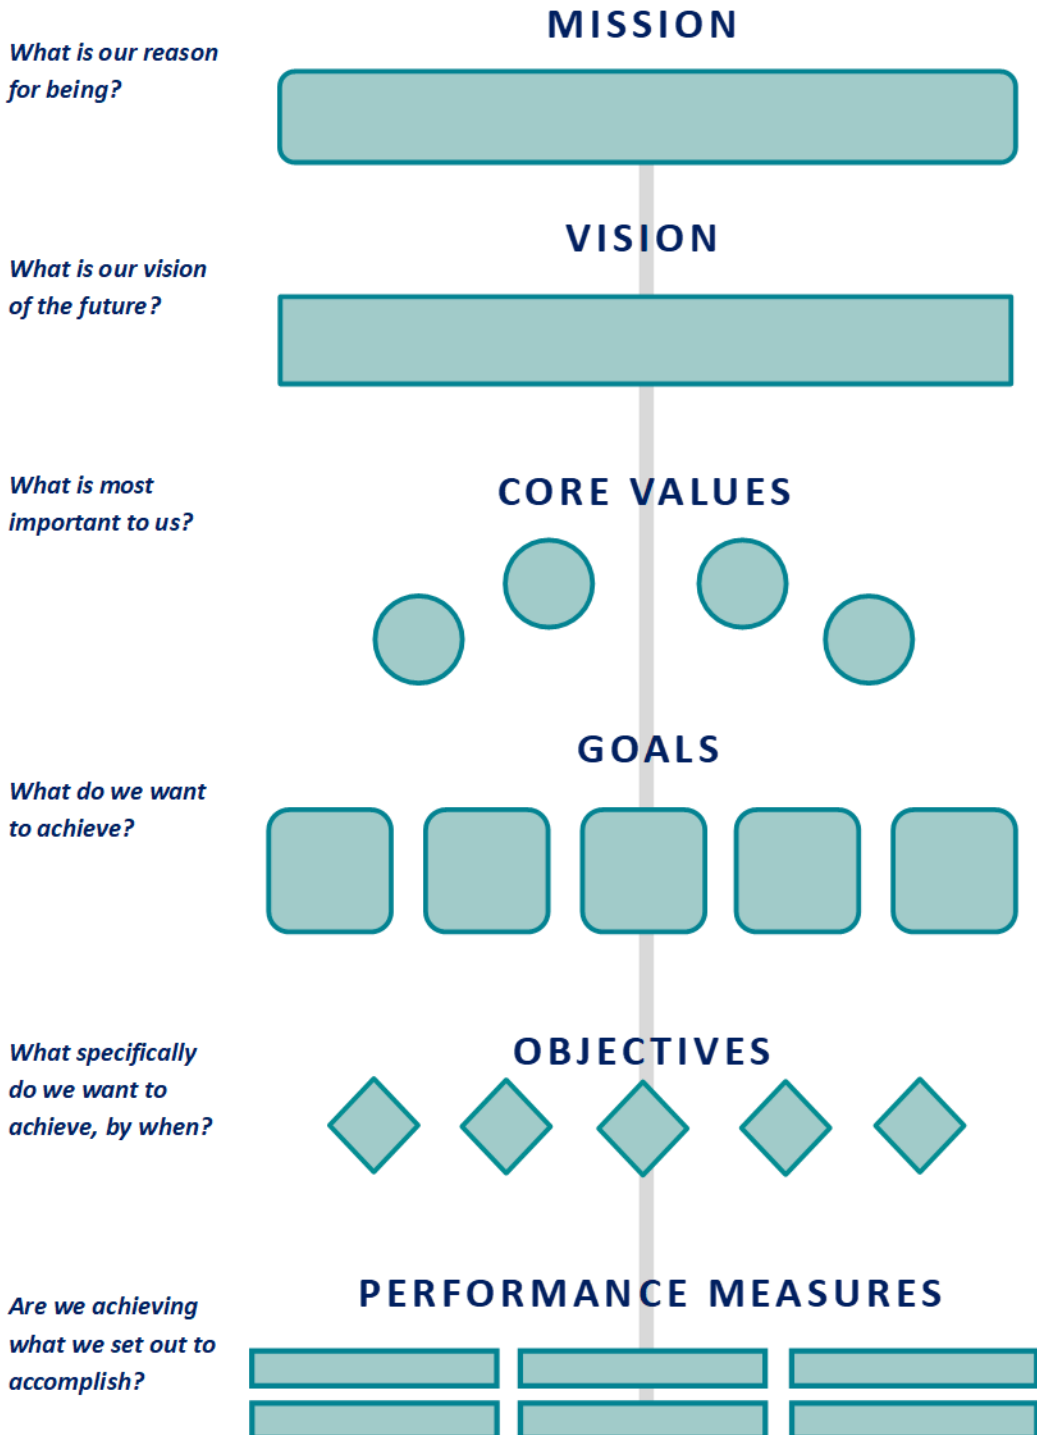 MISSION
What is our reason
for being?
VISION
What is our vision
of the future?
What is most
important to us?
CORE VALUES
GOALS
What do we want
to achieve?
What specifically
do we want to
achieve, by when?
OBJECTIVES
PERFORMANCE MEASURES
Are we achieving
what we set out to
accomplish?